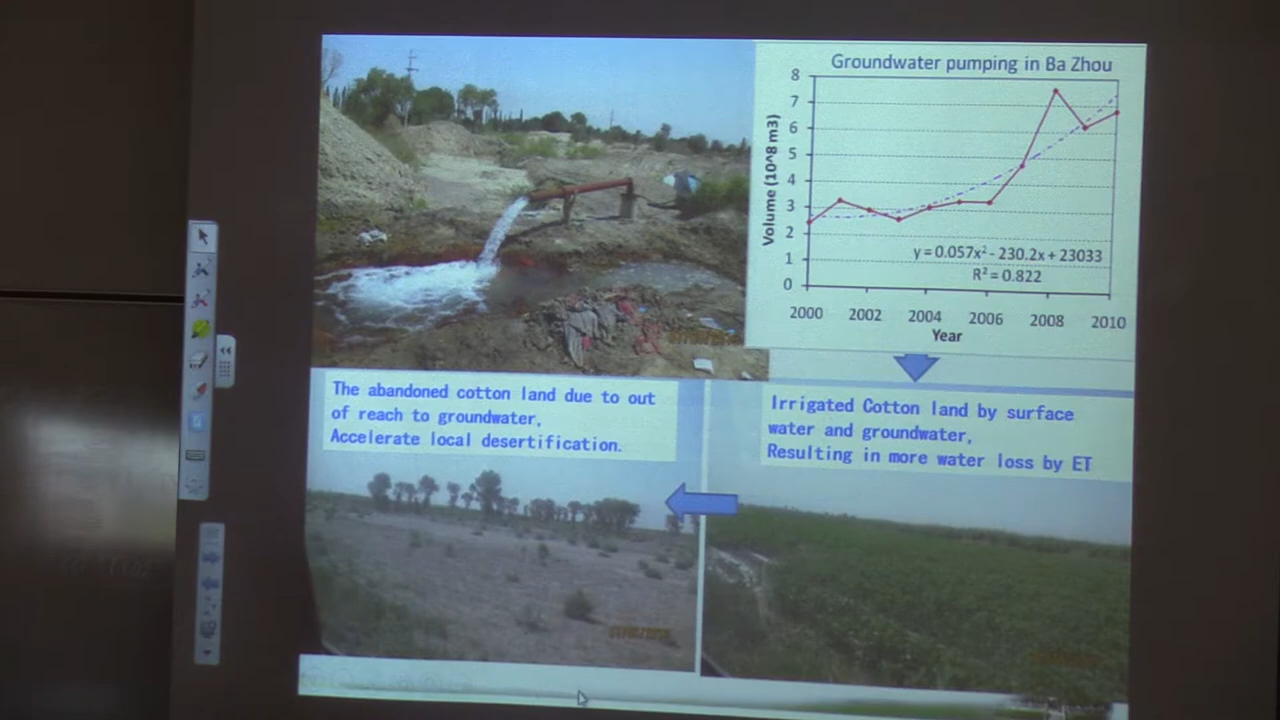 Groundwater pumping in Ba Zhou
8
7
6
5
4
3
2
1
0
Volume (10^8 m3)
y = 0.057x² - 230.2x + 23033
R² = 0.822
2000 2002 2004 2006 2008 2010
Year
The abandoned cotton land due to out
of reach to groundwater,
Accelerate local desertification.
Irrigated Cotton land by surface
water and groundwater,
Resulting in more water loss by ET